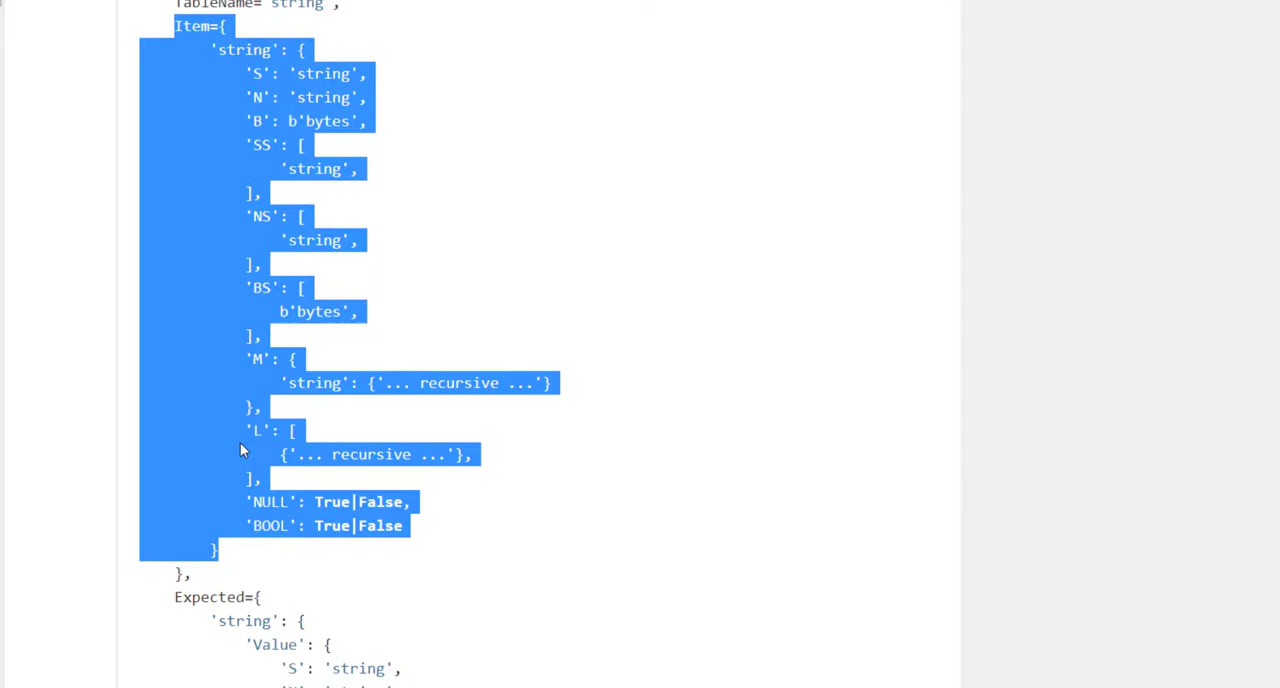 TableName='string',
Item={
'string': {
'S': 'string',
'N': 'string',
'B': b'bytes',
'SS': [
'string',
],
'NS': [
'string',
],
'BS': [
b'bytes',
],
'M': {
'string': {'... recursive ...'}
},
'L': [
{'... recursive ...'},
],
'NULL': True|False,
'BOOL': True|False
}
},
Expected={
'string': {
'Value': {
'S': 'string',